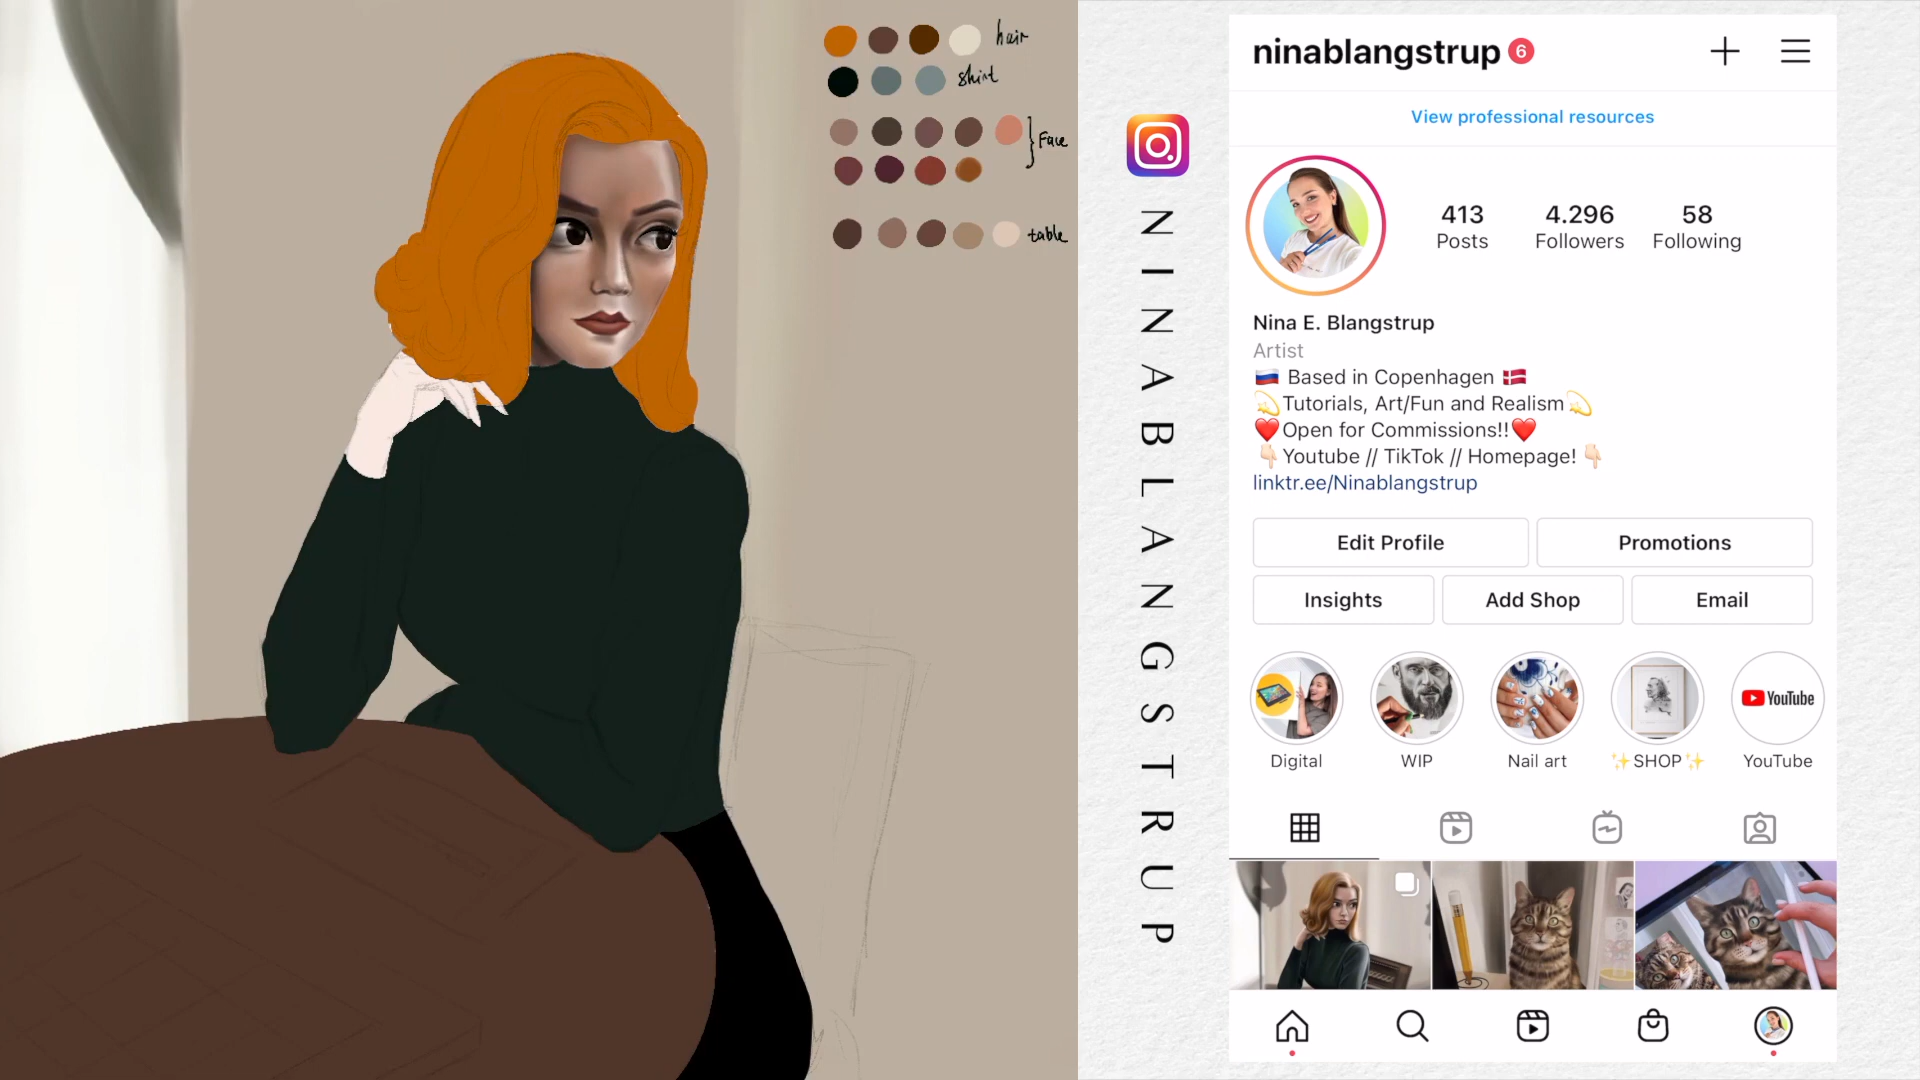 hair
shirt
Face
table
NINABLANGSTRUP
ninablangstrup 6
View professional resources
413 4.296 58
Posts Followers Following
Nina E. Blangstrup
Artist
🇷🇺 Based in Copenhagen 🇩🇰
💫Tutorials, Art/Fun and Realism💫
❤️Open for Commissions!!❤️
👇🏻Youtube // TikTok // Homepage! 👇🏻
linktr.ee/Ninablangstrup
Edit Profile Promotions
Insights Add Shop Email
YouTube
Digital WIP Nail art ✨SHOP✨ YouTube